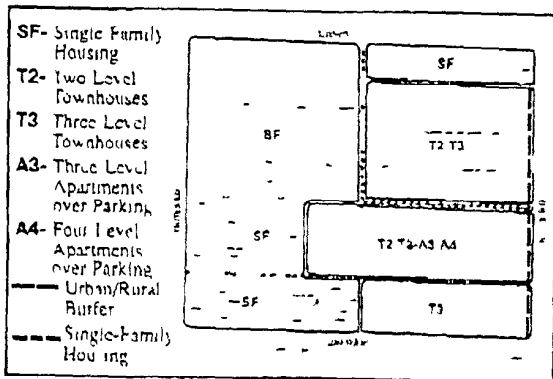 SF- Single Family
Housing
T2- Two Level
Townhouses
T3 Three Level
Townhouses
A3- Three Level
Apartments
over Parking
A4- Four Level
Apartments
over Parking
Urban/Rural
Buffer
Single-Family
Housing
SF
SF
T2 T3
SF
T2 T3-A3 A4
SF
T3